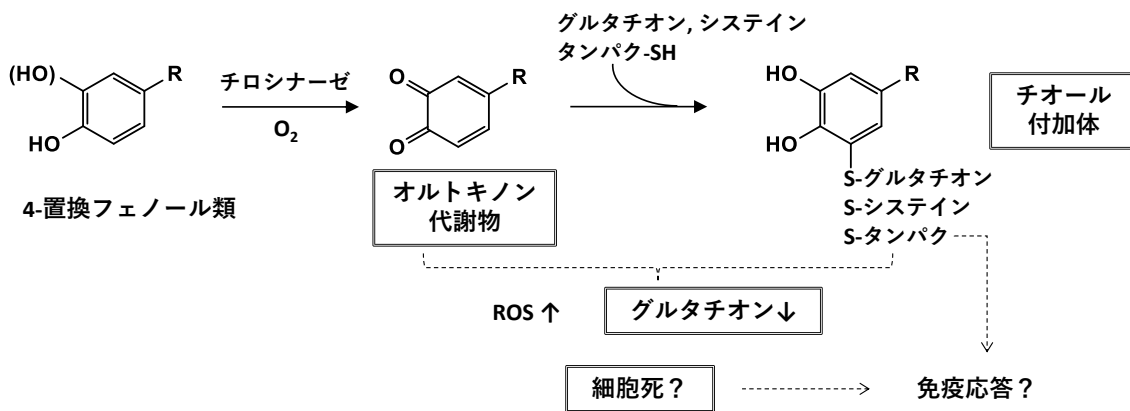 (HO)
HO
R
チロシナーゼ
O2
4-置換フェノール類
O
O
R
オルトキノン
代謝物
グルタチオン, システイン
タンパク-SH
HO
HO
R
S-グルタチオン
S-システイン
S-タンパク
チオール
付加体
ROS ↑
グルタチオン↓
細胞死？
免疫応答？